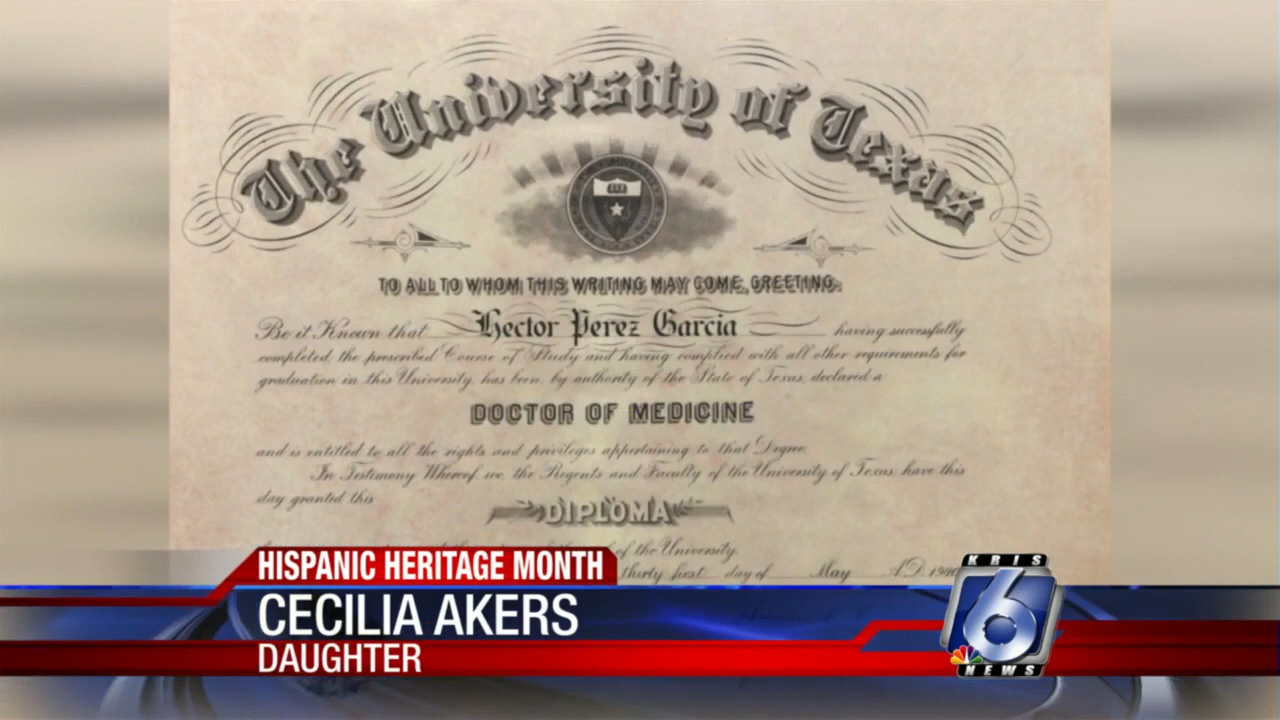 The University of Texas
TO ALL TO WHOM THIS WRITING MAY COME, GREETING:
Be it Known that Hector Perez Garcia having successfully
completed the prescribed Course of Study and having complied with all other requirements for
graduation in this University, has been, by authority of the State of Texas, declared a
DOCTOR OF MEDICINE
and is entitled to all the rights and privileges appertaining to that Degree.
In Testimony Whereof, we, the Regents and Faculty of the University of Texas, have this
day granted this
DIPLOMA
of the University,
thirty first day of May A.D. 1940
HISPANIC HERITAGE MONTH
CECILIA AKERS
DAUGHTER
KRIS
6
NEWS